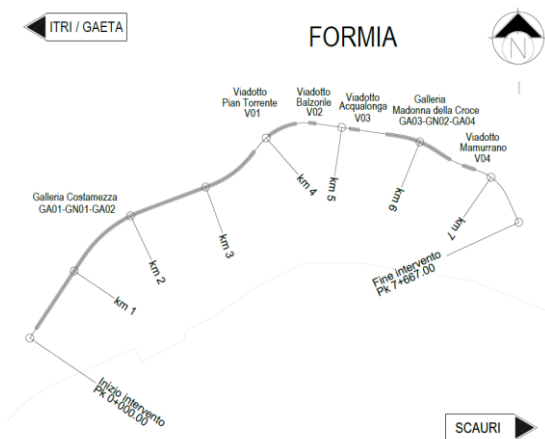 ITRI / GAETA
FORMIA
N
Viadotto
Pian Torrente
V01
Viadotto
Balzorile
V02
Viadotto
Acqualonga
V03
Galleria
Madonna della Croce
GA03-GN02-GA04
Viadotto
Mamurrano
V04
Galleria Costamezza
GA01-GN01-GA02
km 1
km 2
km 3
km 4
km 5
km 6
km 7
Fine intervento
Pk 7+667.00
Inizio intervento
Pk 0+000.00
SCAURI